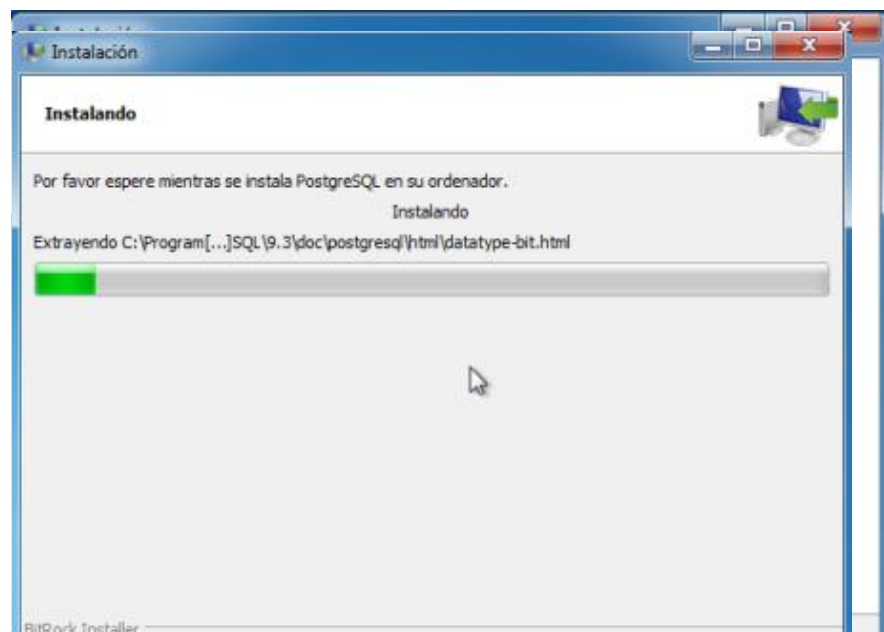 Instalación
Instalando
Por favor espere mientras se instala PostgreSQL en su ordenador.
Instalando
Extrayendo C:\Program[...]SQL\9.3\doc\postgresql\html\datatype-bit.html
BitRock Installer